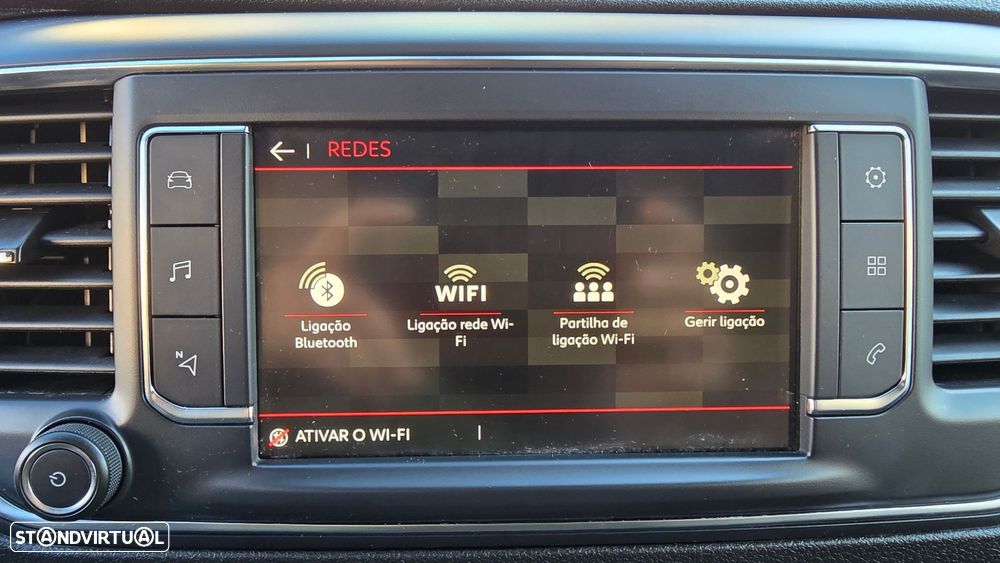 REDES
WIFI
Ligação
Bluetooth
Ligação rede Wi-
Fi
Partilha de
ligação Wi-Fi
Gerir ligação
N
ATIVAR O WI-FI
STANDVIRTUAL